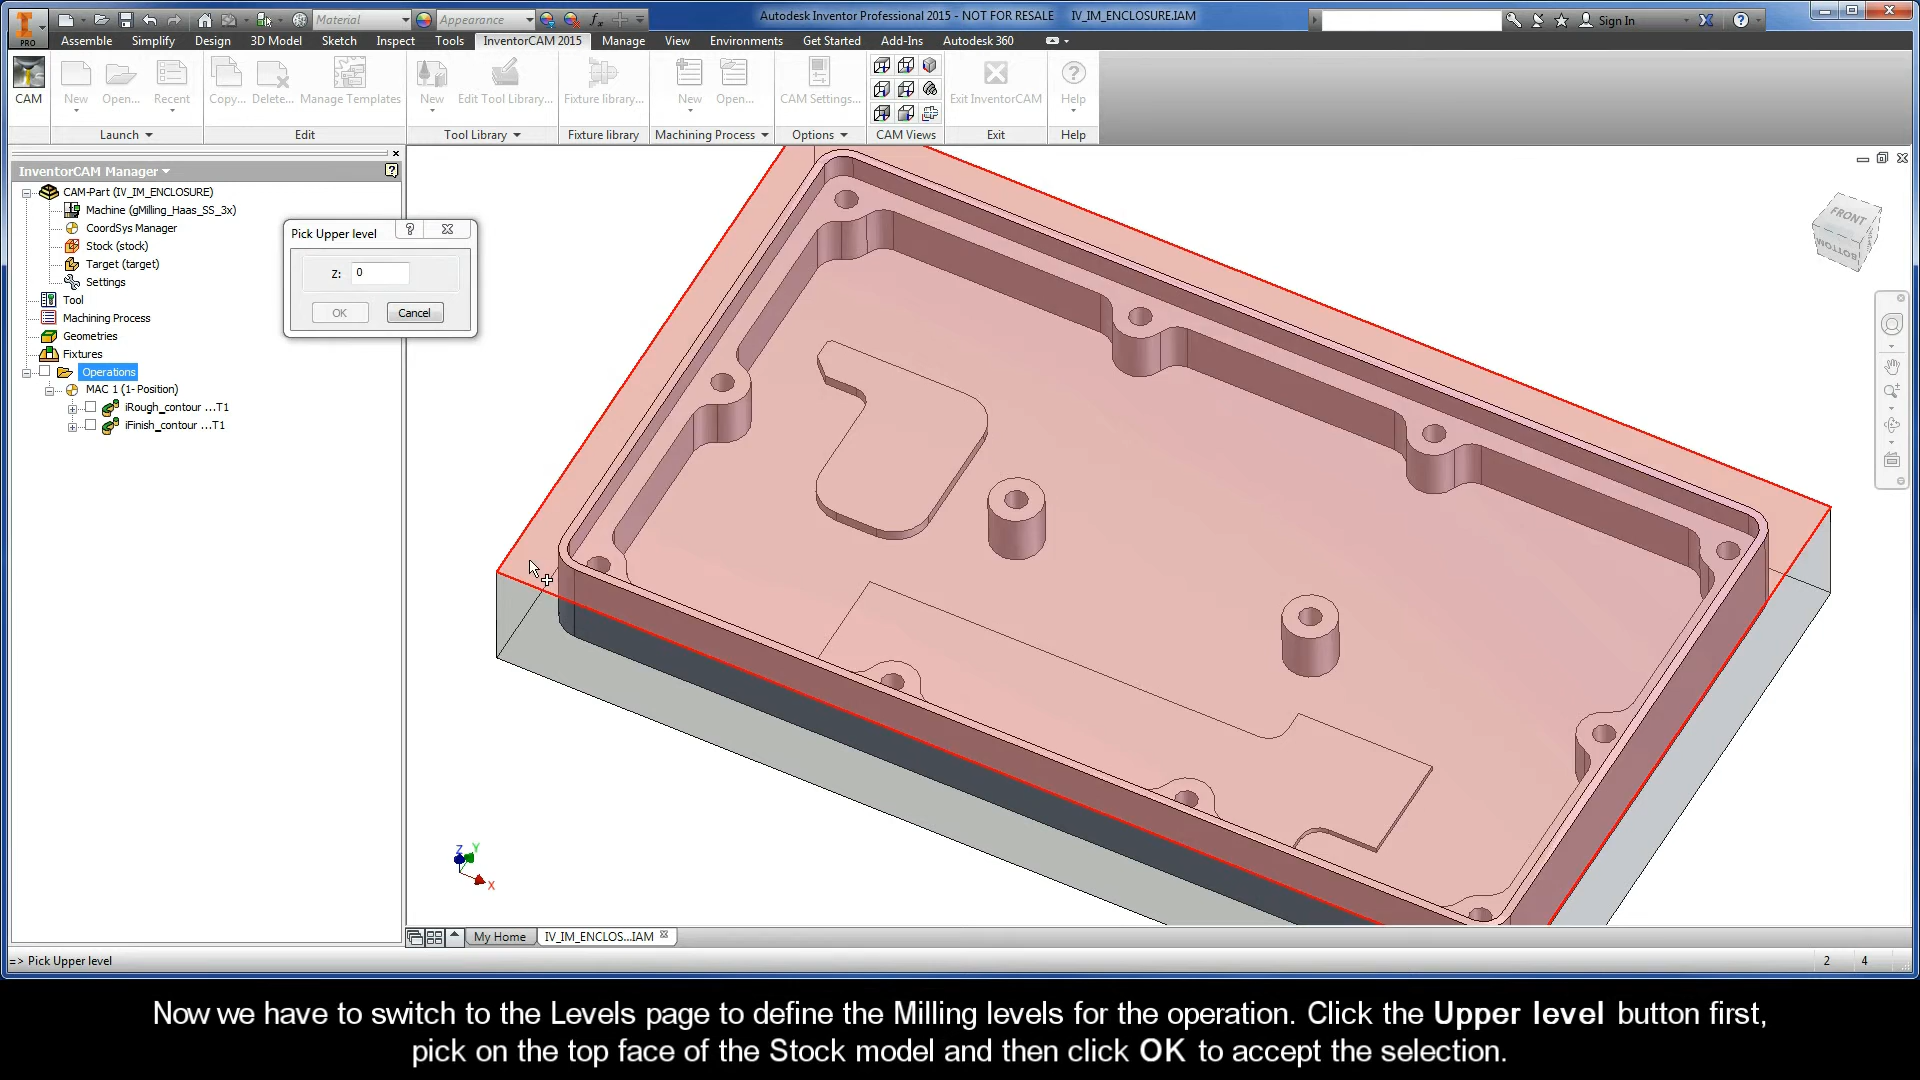 PRO
Material
Appearance
Autodesk Inventor Professional 2015 - NOT FOR RESALE IV_IM_ENCLOSURE.IAM
Sign In
Assemble Simplify Design 3D Model Sketch Inspect Tools InventorCAM 2015 Manage View Environments Get Started Add-Ins Autodesk 360
CAM New Open... Recent Copy... Delete... Manage Templates New Edit Tool Library... Fixture library... New Open... CAM Settings... Exit InventorCAM Help
Launch Edit Tool Library Fixture library Machining Process Options CAM Views Exit Help
InventorCAM Manager
CAM-Part (IV_IM_ENCLOSURE)
Machine (gMilling_Haas_SS_3x)
CoordSys Manager
Stock (stock)
Target (target)
Settings
Tool
Machining Process
Geometries
Fixtures
Operations
MAC 1 (1- Position)
iRough_contour ...T1
iFinish_contour ...T1
Pick Upper level
Z: 0
OK Cancel
FRONT
BOTTOM
Z Y
X
My Home IV_IM_ENCLOS...IAM
=> Pick Upper level
2 4
Now we have to switch to the Levels page to define the Milling levels for the operation. Click the Upper level button first,
pick on the top face of the Stock model and then click OK to accept the selection.